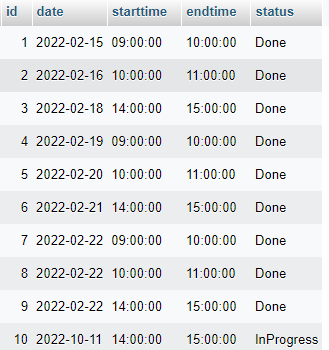 id date starttime endtime status
1 2022-02-15 09:00:00 10:00:00 Done
2 2022-02-16 10:00:00 11:00:00 Done
3 2022-02-18 14:00:00 15:00:00 Done
4 2022-02-19 09:00:00 10:00:00 Done
5 2022-02-20 10:00:00 11:00:00 Done
6 2022-02-21 14:00:00 15:00:00 Done
7 2022-02-22 09:00:00 10:00:00 Done
8 2022-02-22 10:00:00 11:00:00 Done
9 2022-02-22 14:00:00 15:00:00 Done
10 2022-10-11 14:00:00 15:00:00 InProgress